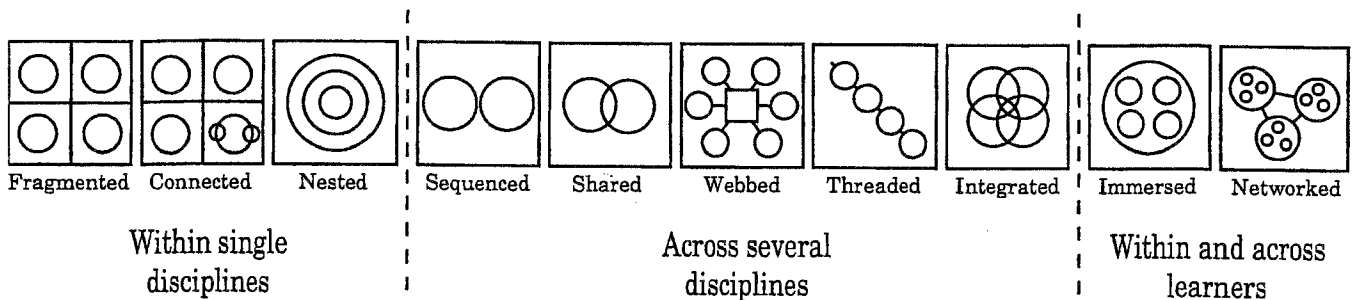 Fragmented Connected Nested Sequenced Shared Webbed Threaded Integrated Immersed Networked
Within single
disciplines
Across several
disciplines
Within and across
learners